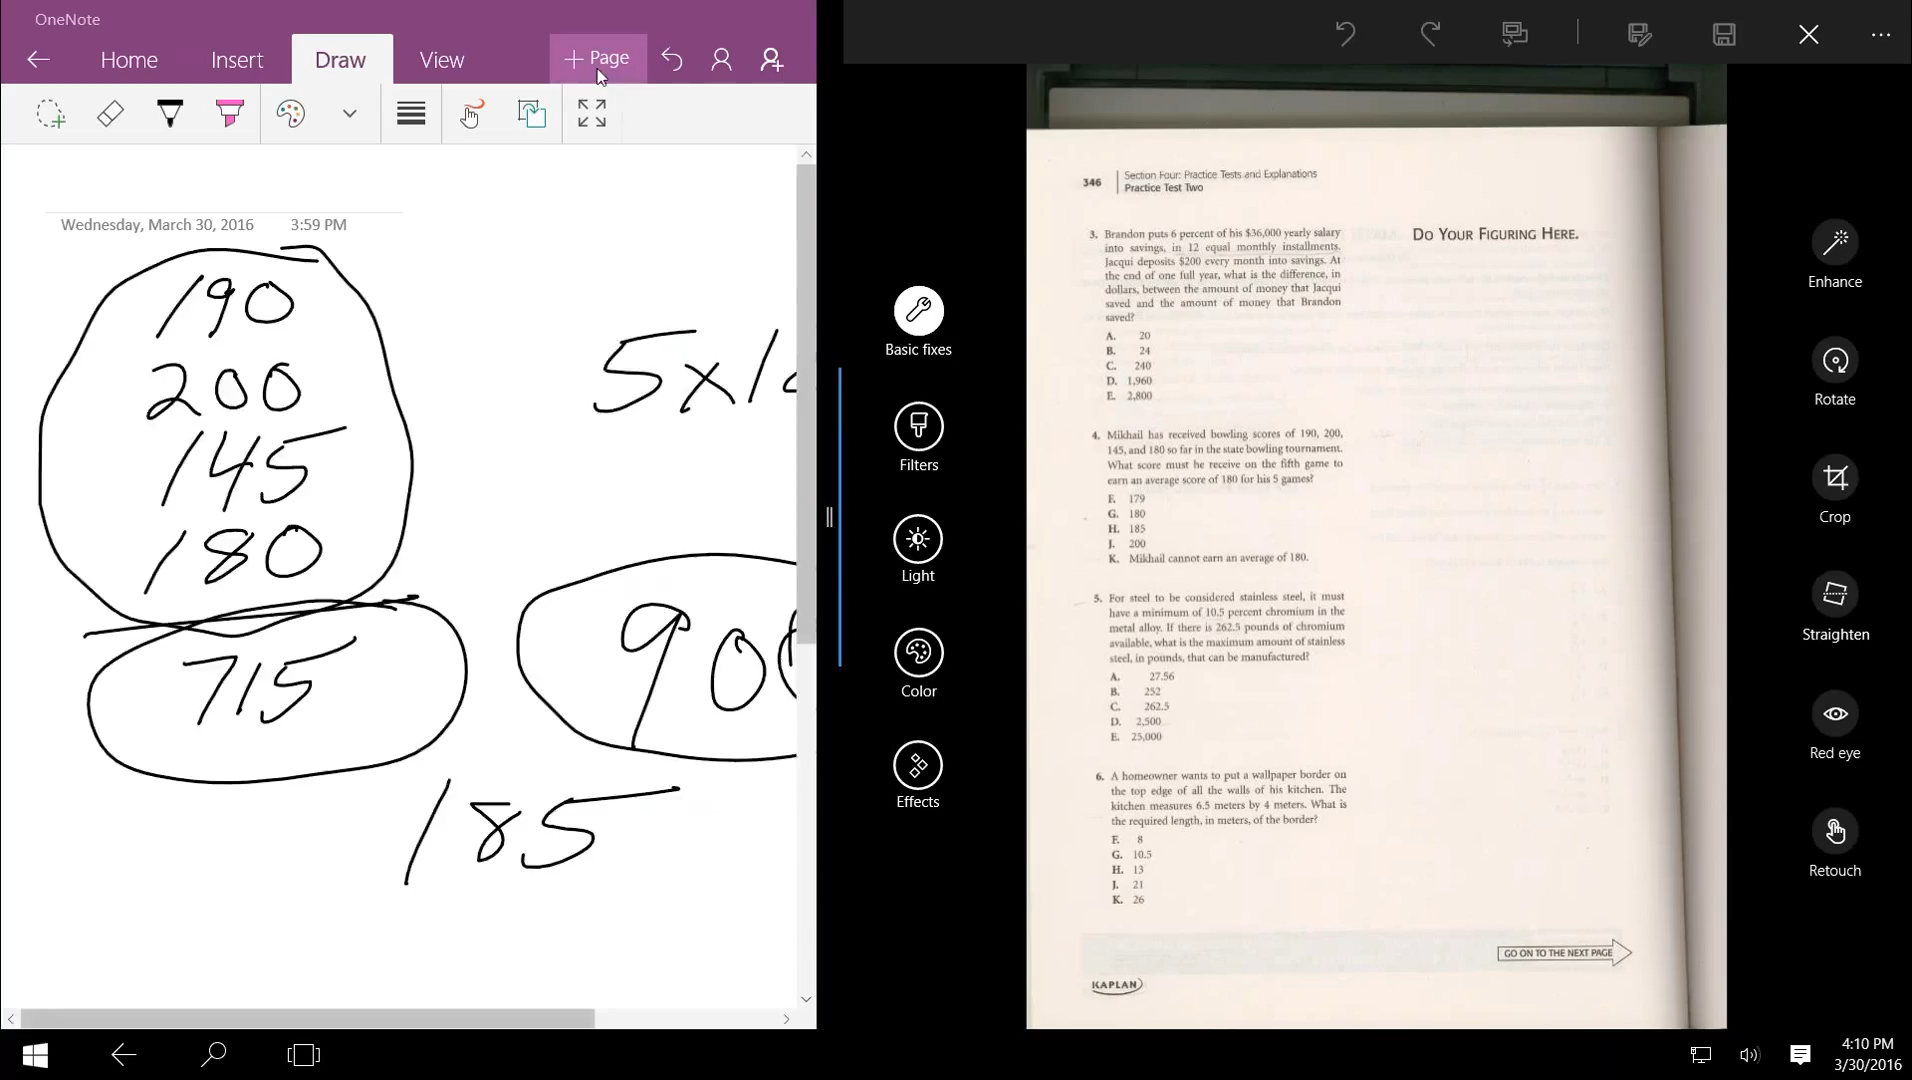 OneNote
Home Insert Draw View + Page
Wednesday, March 30, 2016 3:59 PM
190
200
145
180
715
5x1
900
185
Basic fixes
Filters
Light
Color
Effects
346
Section Four: Practice Tests and Explanations
Practice Test Two
3. Brandon puts 6 percent of his $36,000 yearly salary
into savings, in 12 equal monthly installments.
Jacqui deposits $200 every month into savings. At
the end of one full year, what is the difference, in
dollars, between the amount of money that Jacqui
saved and the amount of money that Brandon
saved?
A. 20
B. 24
C. 240
D. 1,960
E. 2,800
4. Mikhail has received bowling scores of 190, 200,
145, and 180 so far in the state bowling tournament.
What score must he receive on the fifth game to
earn an average score of 180 for his 5 games?
F. 179
G. 180
H. 185
J. 200
K. Mikhail cannot earn an average of 180.
5. For steel to be considered stainless steel, it must
have a minimum of 10.5 percent chromium in the
metal alloy. If there is 262.5 pounds of chromium
available, what is the maximum amount of stainless
steel, in pounds, that can be manufactured?
A. 27.56
B. 252
C. 262.5
D. 2,500
E. 25,000
6. A homeowner wants to put a wallpaper border on
the top edge of all the walls of his kitchen. The
kitchen measures 6.5 meters by 4 meters. What is
the required length, in meters, of the border?
F. 8
G. 10.5
H. 13
J. 21
K. 26
DO YOUR FIGURING HERE.
GO ON TO THE NEXT PAGE
KAPLAN
Enhance
Rotate
Crop
Straighten
Red eye
Retouch
4:10 PM
3/30/2016